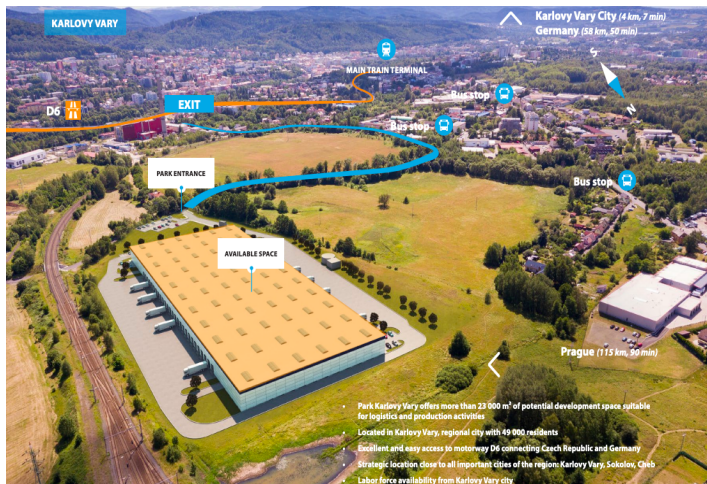 KARLOVY VARY
Karlovy Vary City (4 km, 7 min)
Germany (58 km, 50 min)
S
N
MAIN TRAIN TERMINAL
D6
EXIT
Bus stop
Bus stop
PARK ENTRANCE
Bus stop
AVAILABLE SPACE
Prague (115 km, 90 min)
• Park Karlovy Vary offers more than 23 000 m² of potential development space suitable
for logistics and production activities
• Located in Karlovy Vary, regional city with 49 000 residents
• Excellent and easy access to motorway D6 connecting Czech Republic and Germany
• Strategic location close to all important cities of the region: Karlovy Vary, Sokolov, Cheb
• Labor force availability from Karlovy Vary city